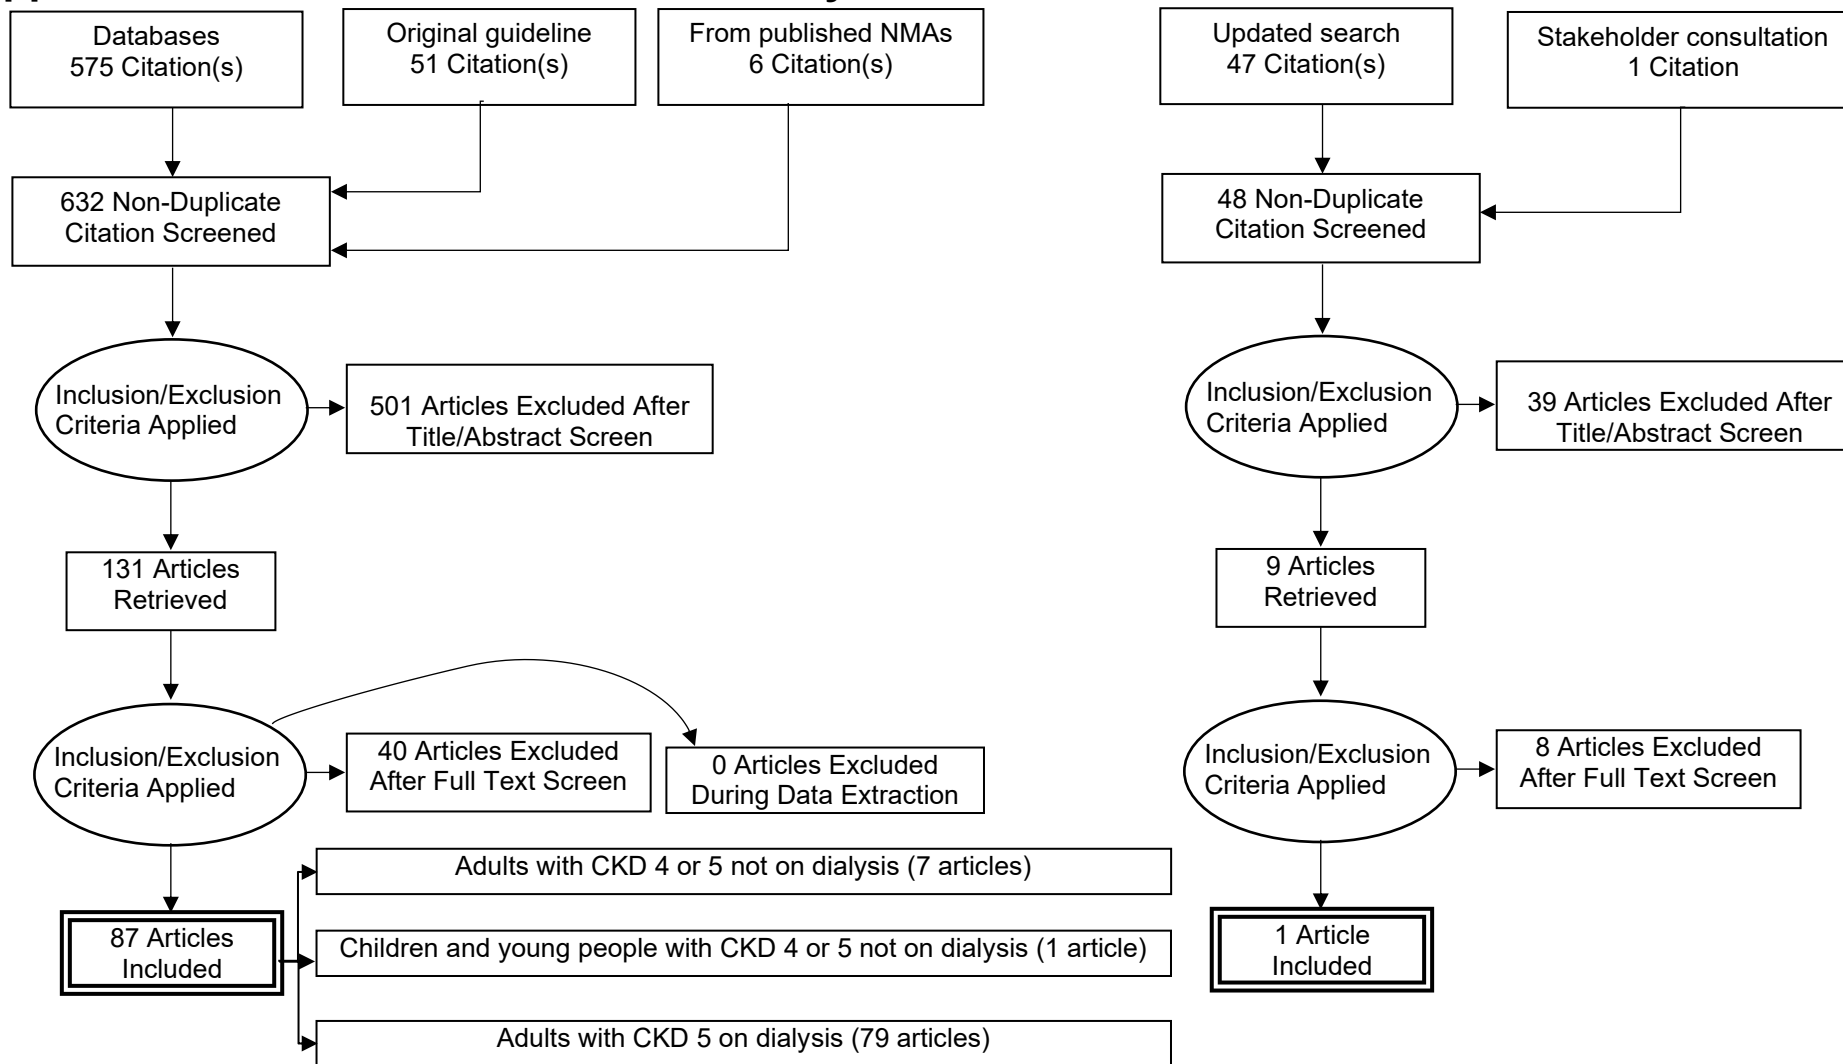 Databases
575 Citation(s)
Original guideline
51 Citation(s)
From published NMAs
6 Citation(s)
632 Non-Duplicate
Citation Screened
Inclusion/Exclusion
Criteria Applied
501 Articles Excluded After
Title/Abstract Screen
131 Articles
Retrieved
Inclusion/Exclusion
Criteria Applied
40 Articles Excluded
After Full Text Screen
0 Articles Excluded
During Data Extraction
87 Articles
Included
Adults with CKD 4 or 5 not on dialysis (7 articles)
Children and young people with CKD 4 or 5 not on dialysis (1 article)
Adults with CKD 5 on dialysis (79 articles)
Updated search
47 Citation(s)
Stakeholder consultation
1 Citation
48 Non-Duplicate
Citation Screened
Inclusion/Exclusion
Criteria Applied
39 Articles Excluded After
Title/Abstract Screen
9 Articles
Retrieved
Inclusion/Exclusion
Criteria Applied
8 Articles Excluded
After Full Text Screen
1 Article
Included